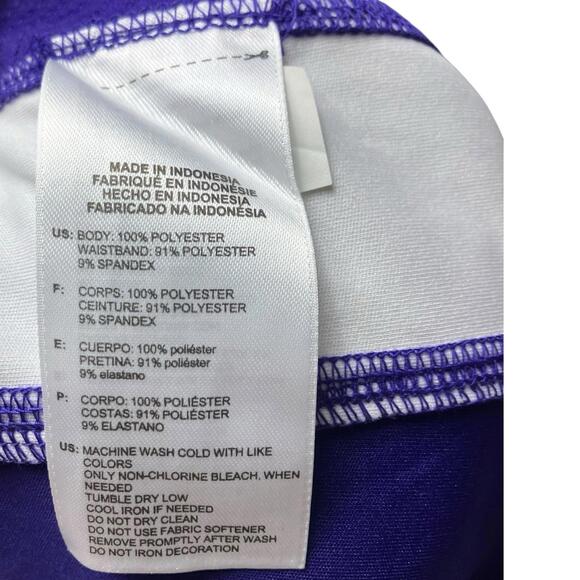 MADE IN INDONESIA
FABRIQUÉ EN INDONÉSIE
HECHO EN INDONESIA
FABRICADO NA INDONÉSIA
US: BODY: 100% POLYESTER
WAISTBAND: 91% POLYESTER
9% SPANDEX
F: CORPS: 100% POLYESTER
CEINTURE: 91% POLYESTER
9% SPANDEX
E: CUERPO: 100% poliéster
PRETINA: 91% poliéster
9% elastano
P: CORPO: 100% POLIÉSTER
COSTAS: 91% POLIÉSTER
9% ELASTANO
US: MACHINE WASH COLD WITH LIKE
COLORS
ONLY NON-CHLORINE BLEACH, WHEN
NEEDED
TUMBLE DRY LOW
COOL IRON IF NEEDED
DO NOT DRY CLEAN
DO NOT USE FABRIC SOFTENER
REMOVE PROMPTLY AFTER WASH
DO NOT IRON DECORATION